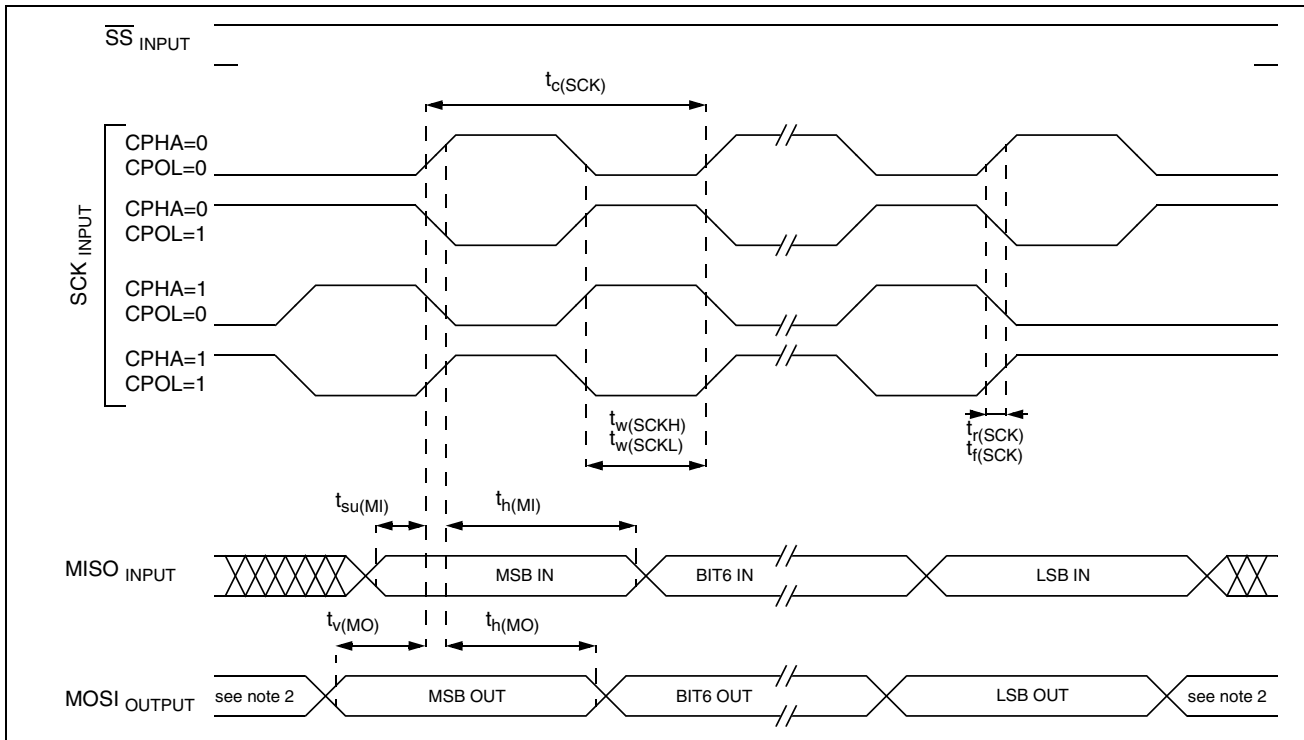 SS INPUT
tc(SCK)
SCK INPUT
CPHA=0
CPOL=0
CPHA=0
CPOL=1
CPHA=1
CPOL=0
CPHA=1
CPOL=1
tw(SCKH)
tw(SCKL)
tr(SCK)
tf(SCK)
tsu(MI)
th(MI)
MISO INPUT
MSB IN
BIT6 IN
LSB IN
tv(MO)
th(MO)
MOSI OUTPUT
see note 2
MSB OUT
BIT6 OUT
LSB OUT
see note 2